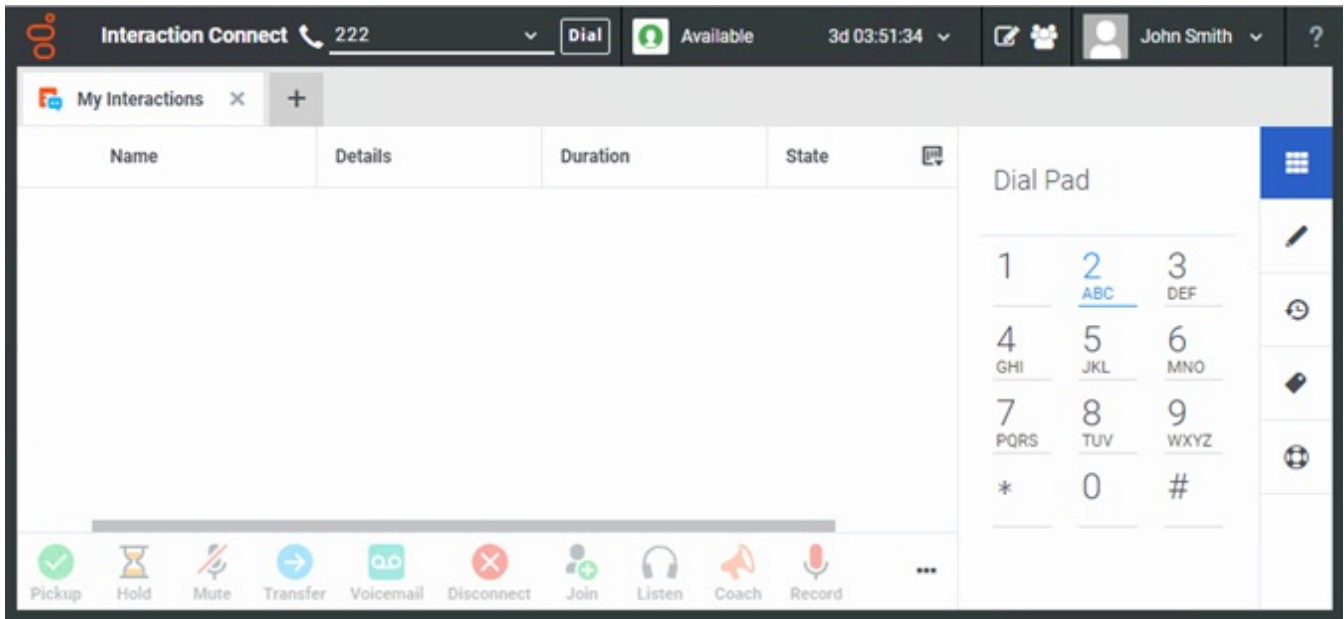 Interaction Connect 222 Dial Available 3d 03:51:34 John Smith ?
My Interactions × +
Name Details Duration State
Dial Pad
1 2 3
ABC DEF
4 5 6
GHI JKL MNO
7 8 9
PQRS TUV WXYZ
* 0 #
Pickup Hold Mute Transfer Voicemail Disconnect Join Listen Coach Record